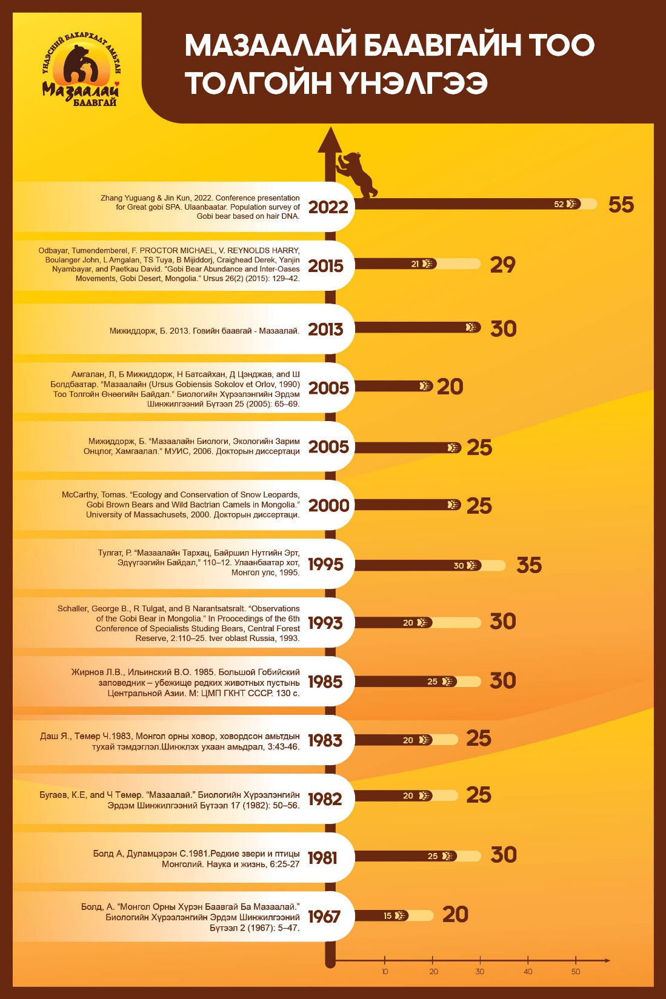 ҮНДЭСНИЙ БАХАРХАЛТ АМЬТАН
Мазаалай
БААВГАЙ
МАЗААЛАЙ БААВГАЙН ТОО
ТОЛГОЙН ҮНЭЛГЭЭ
Zhang Yuguang & Jin Kun, 2022. Conference presentation
for Great gobi SPA. Ulaanbaatar. Population survey of
Gobi bear based on hair DNA.
2022
52
55
Odbayar, Tumendemberel, F. PROCTOR MICHAEL, V. REYNOLDS HARRY,
Boulanger John, L Amgalan, TS Tuya, B Mijiddorj, Craighead Derek, Yanjin
Nyambayar, and Paetkau David. “Gobi Bear Abundance and Inter-Oases
Movements, Gobi Desert, Mongolia.” Ursus 26(2) (2015): 129–42.
2015
21
29
Мижиддорж, Б. 2013. Говийн баавгай - Мазаалай.
2013
30
Амгалан, Л, Б Мижиддорж, Н Батсайхан, Д Цэнджав, and Ш
Болдбаатар. “Мазаалайн (Ursus Gobiensis Sokolov et Orlov, 1990)
Тоо Толгойн Өнөөгийн Байдал.” Биологийн Хүрээлэнгийн Эрдэм
Шинжилгээний Бүтээл 25 (2005): 65–69.
2005
20
Мижиддорж, Б. “Мазаалайн Биологи, Экологийн Зарим
Онцлог, Хамгаалал.” МУИС, 2006. Докторын диссертаци
2005
25
McCarthy, Tomas. “Ecology and Conservation of Snow Leopards,
Gobi Brown Bears and Wild Bactrian Camels in Mongolia.”
University of Massachusets, 2000. Докторын диссертаци.
2000
25
Тулгат, Р. “Мазаалайн Тархац, Байршил Нутгийн Эрт,
Эдүүгээгийн Байдал,” 110–12. Улаанбаатар хот,
Монгол улс, 1995.
1995
30
35
Schaller, George B., R Tulgat, and B Narantsatsralt. “Observations
of the Gobi Bear in Mongolia.” In Proocedings of the 6th
Conference of Specialists Studing Bears, Central Forest
Reserve, 2:110–25. tver oblast Russia, 1993.
1993
20
30
Жирнов Л.В., Ильинский В.О. 1985. Большой Гобийский
заповедник – убежище редких животных пустынь
Центральной Азии. М: ЦМП ГКНТ СССР. 130 с.
1985
25
30
Даш Я., Төмөр Ч.1983, Монгол орны ховор, ховордсон амьтдын
тухай тэмдэглэл.Шинжлэх ухаан амьдрал, 3:43-46.
1983
20
25
Бугаев, К.Е, and Ч Төмөр. “Мазаалай.” Биологийн Хүрээлэнгийн
Эрдэм Шинжилгээний Бүтээл 17 (1982): 50–56.
1982
20
25
Болд А, Дуламцэрэн С.1981.Редкие звери и птицы
Монголий. Наука и жизнь, 6:25-27
1981
25
30
Болд, А. “Монгол Орны Хүрэн Баавгай Ба Мазаалай.”
Биологийн Хүрээлэнгийн Эрдэм Шинжилгээний
Бүтээл 2 (1967): 5–47.
1967
15
20
10 20 30 40 50